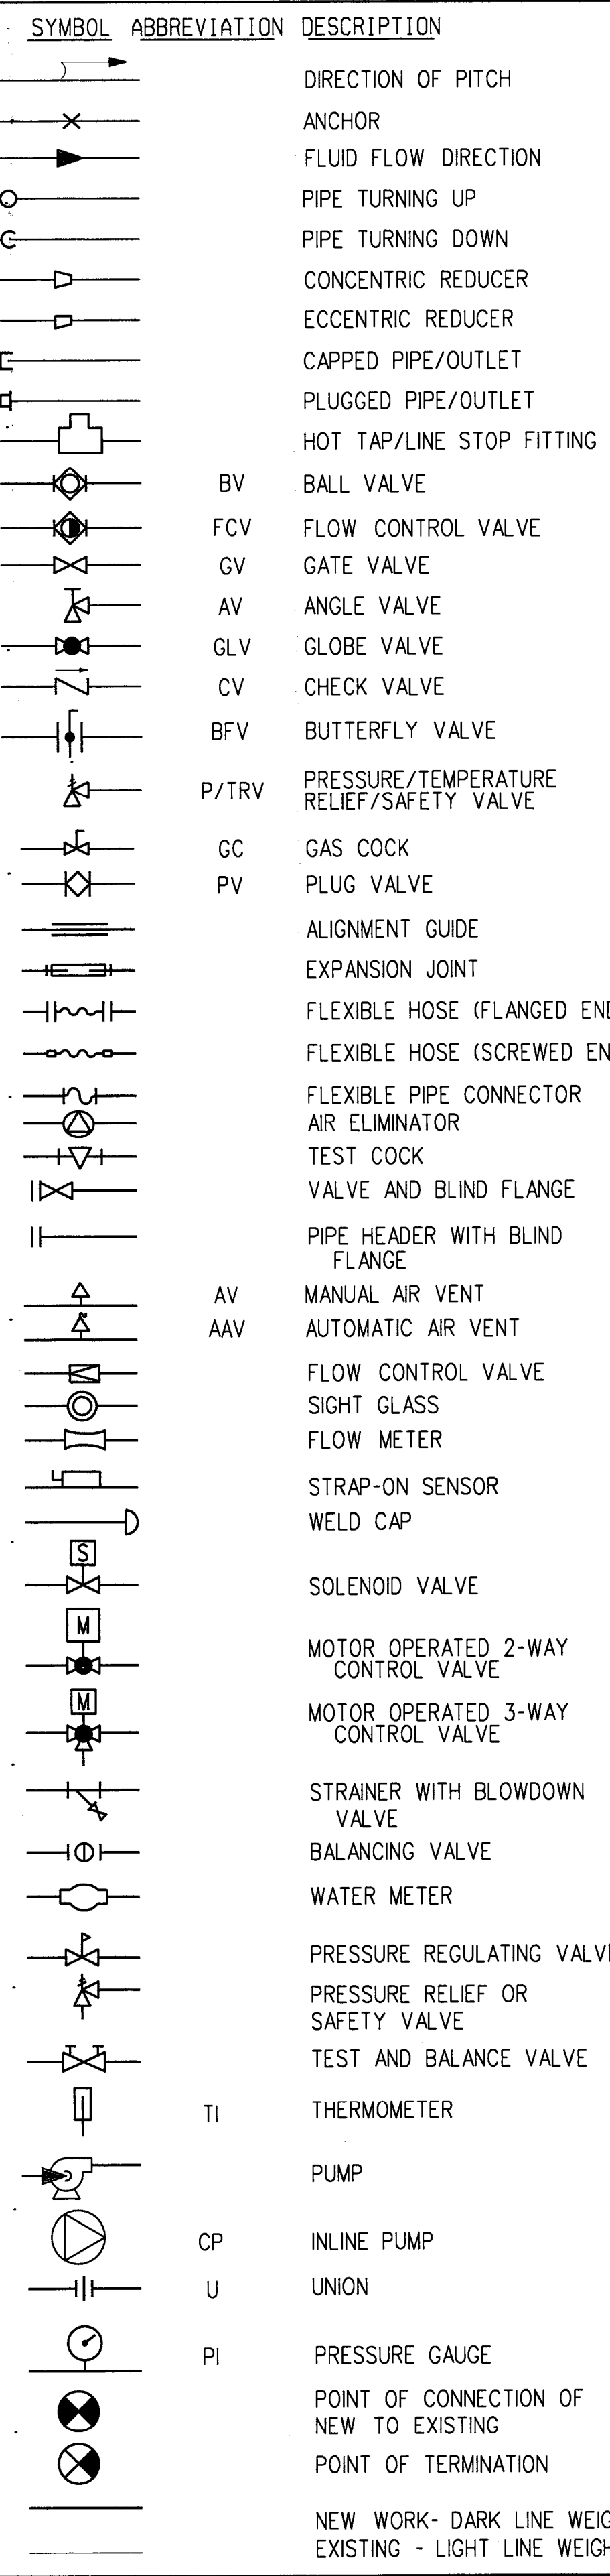 SYMBOL ABBREVIATION DESCRIPTION
DIRECTION OF PITCH
ANCHOR
FLUID FLOW DIRECTION
PIPE TURNING UP
PIPE TURNING DOWN
CONCENTRIC REDUCER
ECCENTRIC REDUCER
CAPPED PIPE/OUTLET
PLUGGED PIPE/OUTLET
HOT TAP/LINE STOP FITTING
BV BALL VALVE
FCV FLOW CONTROL VALVE
GV GATE VALVE
AV ANGLE VALVE
GLV GLOBE VALVE
CV CHECK VALVE
BFV BUTTERFLY VALVE
P/TRV PRESSURE/TEMPERATURE
RELIEF/SAFETY VALVE
GC GAS COCK
PV PLUG VALVE
ALIGNMENT GUIDE
EXPANSION JOINT
FLEXIBLE HOSE (FLANGED END
FLEXIBLE HOSE (SCREWED EN
FLEXIBLE PIPE CONNECTOR
AIR ELIMINATOR
TEST COCK
VALVE AND BLIND FLANGE
PIPE HEADER WITH BLIND
FLANGE
AV MANUAL AIR VENT
AAV AUTOMATIC AIR VENT
FLOW CONTROL VALVE
SIGHT GLASS
FLOW METER
STRAP-ON SENSOR
WELD CAP
S
SOLENOID VALVE
M
MOTOR OPERATED 2-WAY
CONTROL VALVE
M
MOTOR OPERATED 3-WAY
CONTROL VALVE
STRAINER WITH BLOWDOWN
VALVE
BALANCING VALVE
WATER METER
PRESSURE REGULATING VALVE
PRESSURE RELIEF OR
SAFETY VALVE
TEST AND BALANCE VALVE
TI THERMOMETER
PUMP
CP INLINE PUMP
U UNION
PI PRESSURE GAUGE
POINT OF CONNECTION OF
NEW TO EXISTING
POINT OF TERMINATION
NEW WORK- DARK LINE WEIG
EXISTING - LIGHT LINE WEIGH